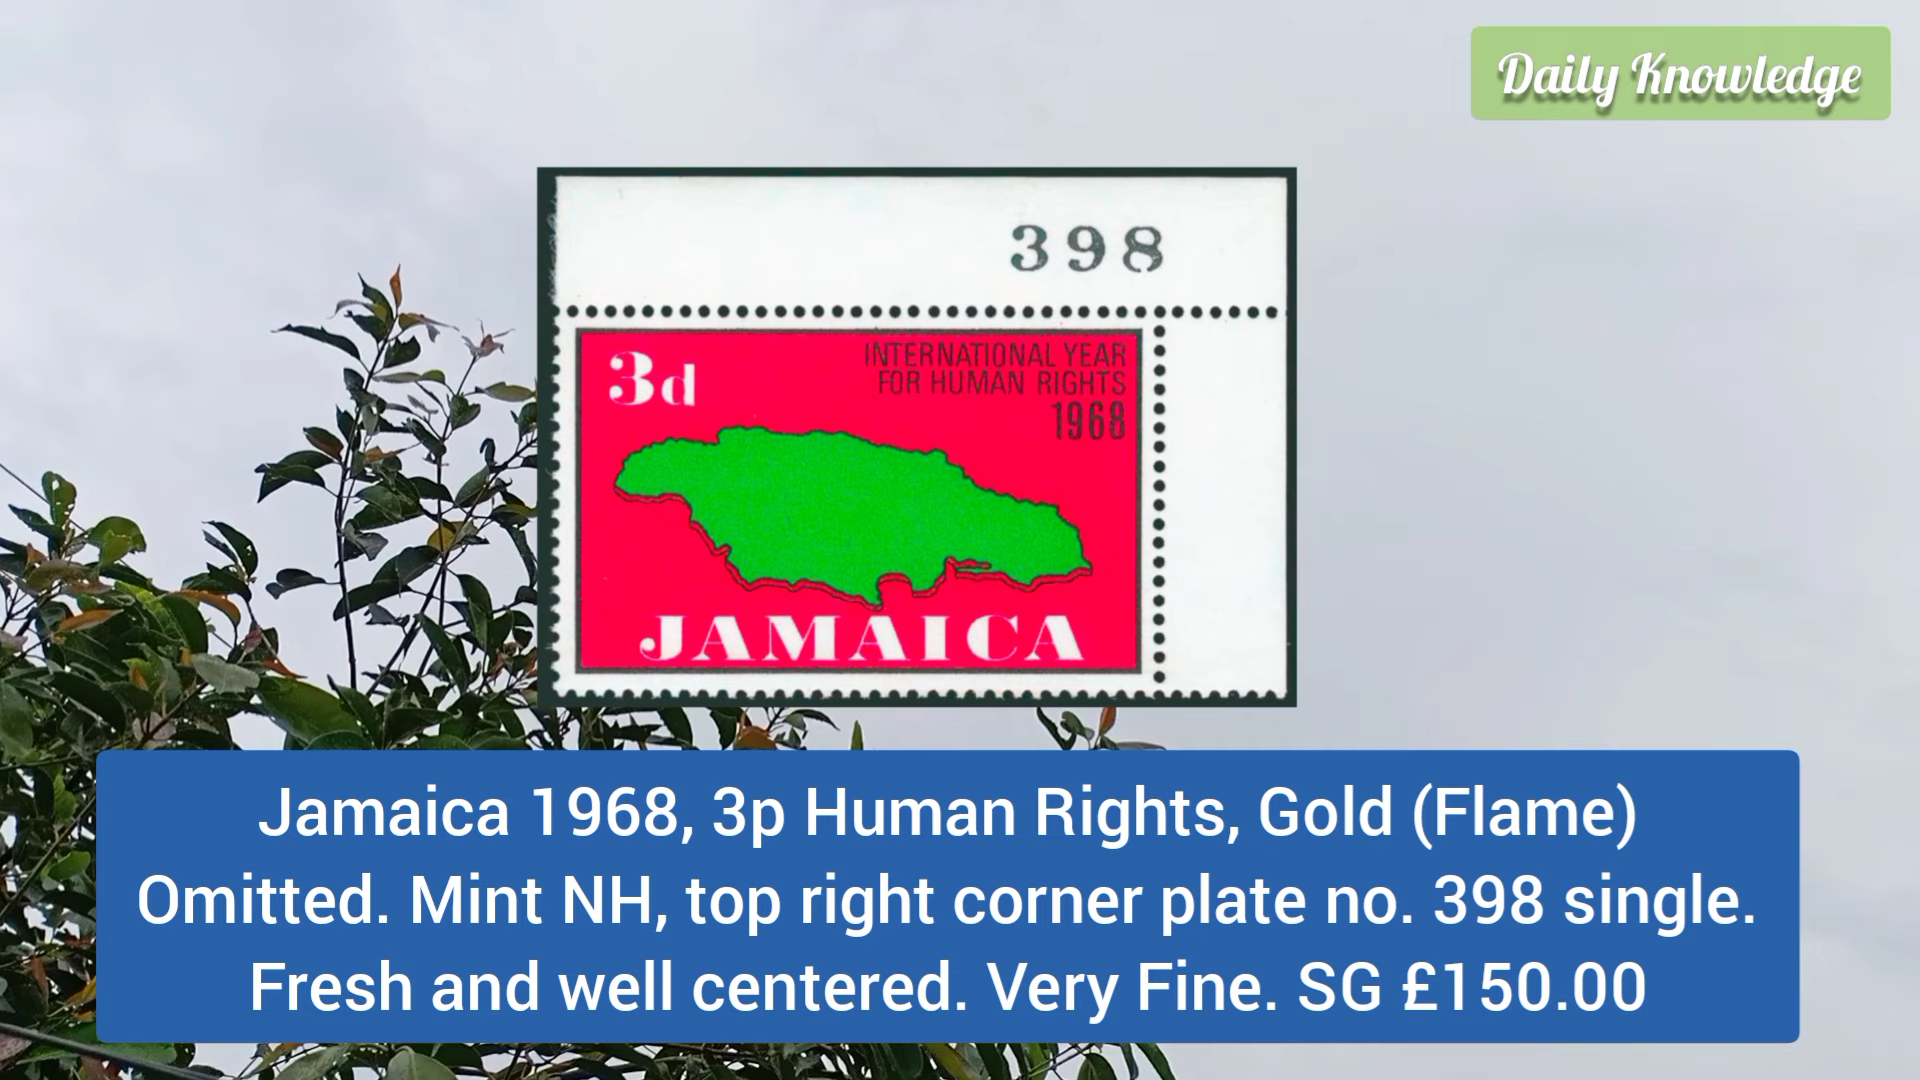 Daily Knowledge
398
3d
INTERNATIONAL YEAR
FOR HUMAN RIGHTS
1968
JAMAICA
Jamaica 1968, 3p Human Rights, Gold (Flame)
Omitted. Mint NH, top right corner plate no. 398 single.
Fresh and well centered. Very Fine. SG £150.00